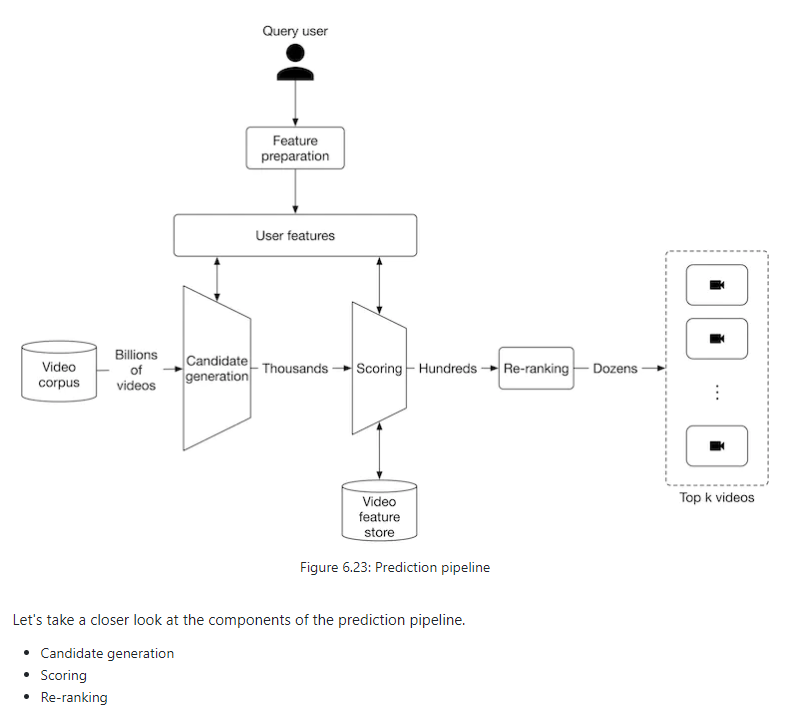 Query user
Feature
preparation
User features
Video
corpus
Billions
of
videos
Candidate
generation
Thousands
Scoring
Hundreds
Re-ranking
Dozens
Top k videos
Video
feature
store
Figure 6.23: Prediction pipeline
Let's take a closer look at the components of the prediction pipeline.
• Candidate generation
• Scoring
• Re-ranking